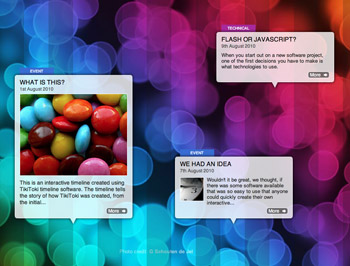 TECHNICAL
FLASH OR JAVASCRIPT?
9th August 2010
When you start out on a new software project,
one of the first decisions you have to make is
what technologies to use.
More
EVENT
WHAT IS THIS?
1st August 2010
This is an interactive timeline created using
TikiToki timeline software. The timeline tells
the story of how TikiToki was created, from
the initial...
More
EVENT
WE HAD AN IDEA
7th August 2010
Wouldn't it be great, we thought, if
there was some software available
that was so easy to use that anyone
could quickly create their own
interactive...
More
Photo credit: ©